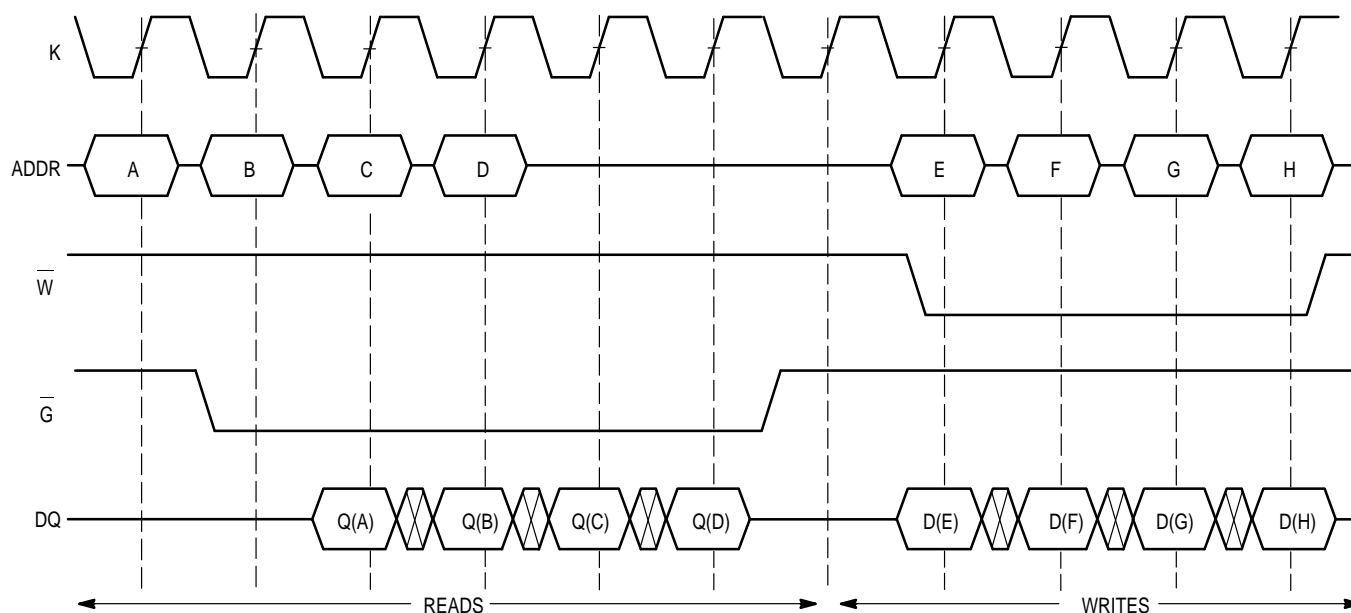 K
ADDR A B C D E F G H
W
G
DQ Q(A) Q(B) Q(C) Q(D) D(E) D(F) D(G) D(H)
READS WRITES